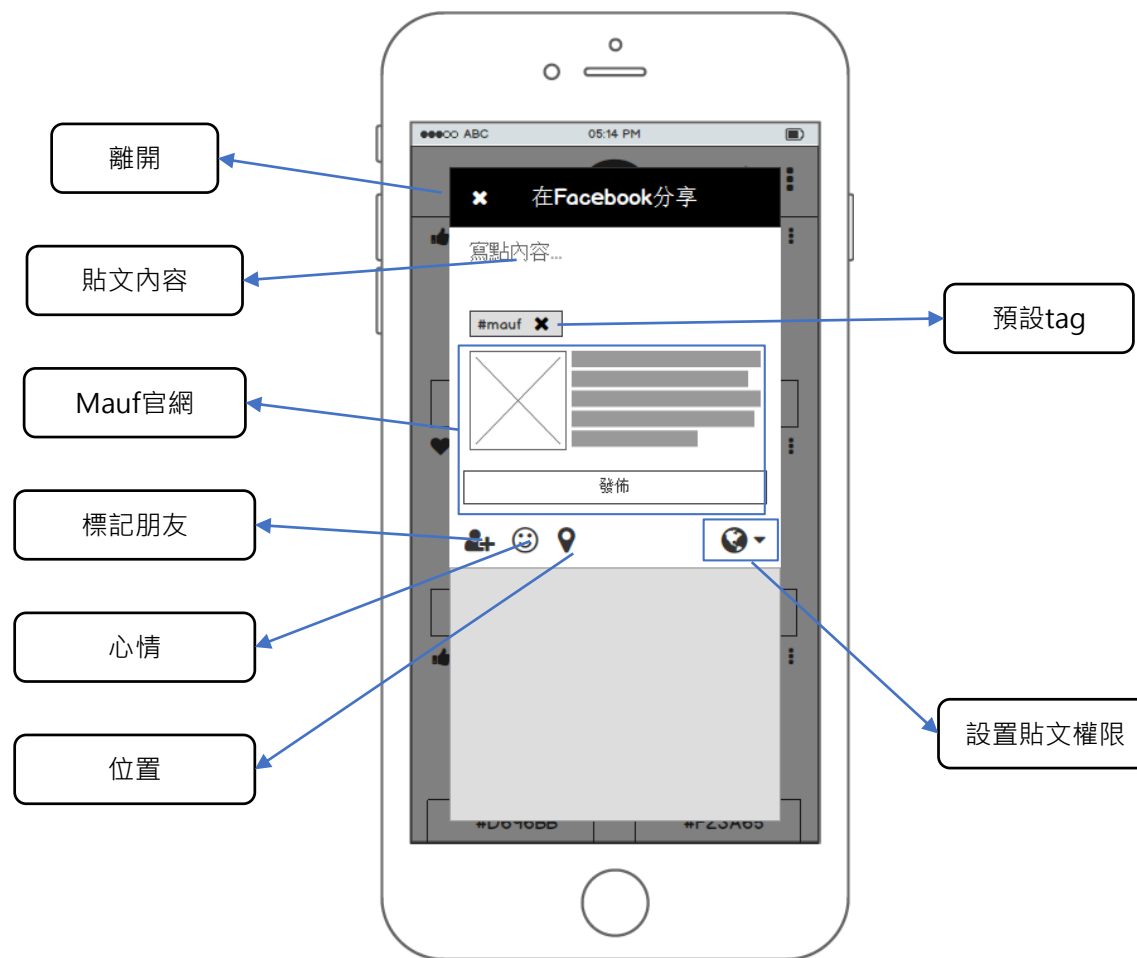 ABC 05:14 PM
離開
在Facebook分享
寫點內容...
貼文內容
#mauf
預設tag
Mauf官網
發佈
標記朋友
心情
設置貼文權限
位置
#D696BB #F23A65